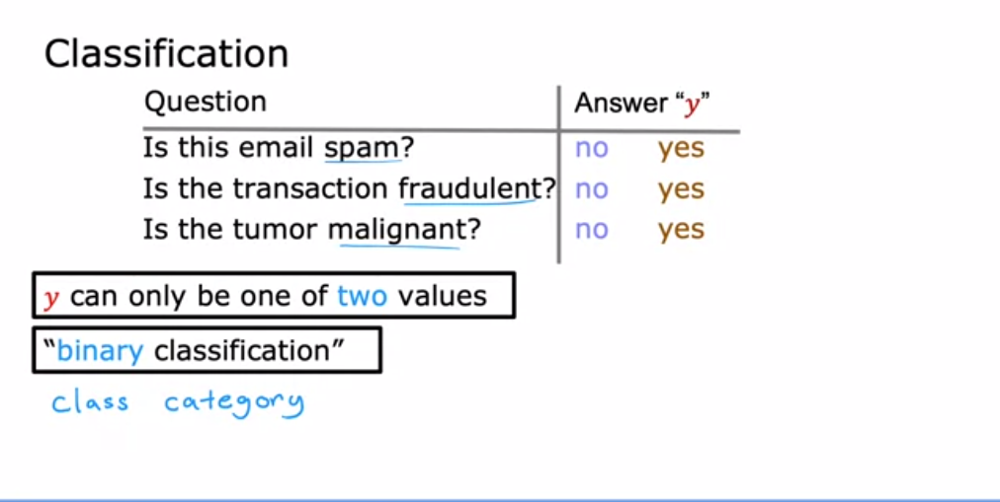 Classification
Question Answer “y”
Is this email spam? no yes
Is the transaction fraudulent? no yes
Is the tumor malignant? no yes
y can only be one of two values
“binary classification”
class category